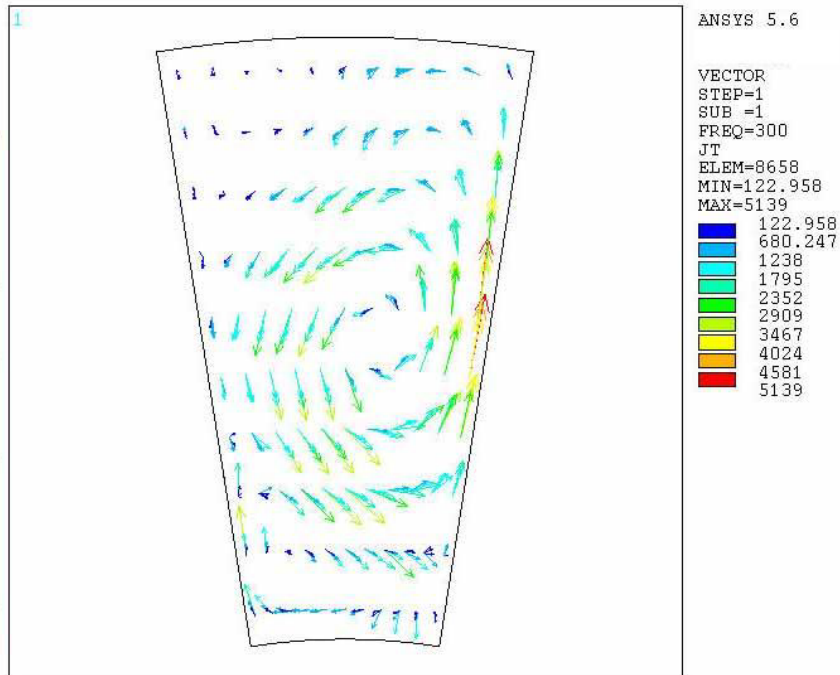 1
ANSYS 5.6
VECTOR
STEP=1
SUB =1
FREQ=300
JT
ELEM=8658
MIN=122.958
MAX=5139
122.958
680.247
1238
1795
2352
2909
3467
4024
4581
5139